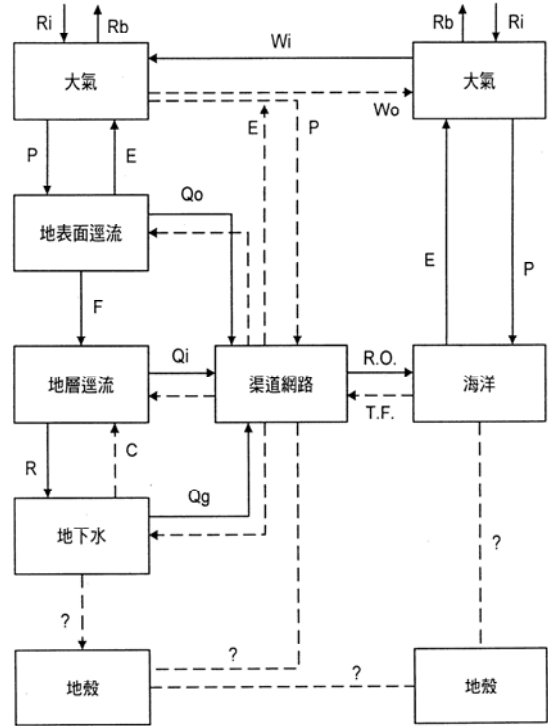 Ri
Rb
Rb
Ri
大氣
Wi
大氣
Wo
P
E
E
P
Qo
地表面逕流
E
P
F
地層逕流
Qi
渠道網路
R.O.
海洋
T.F.
R
C
Qg
地下水
?
?
?
?
地殼
地殼